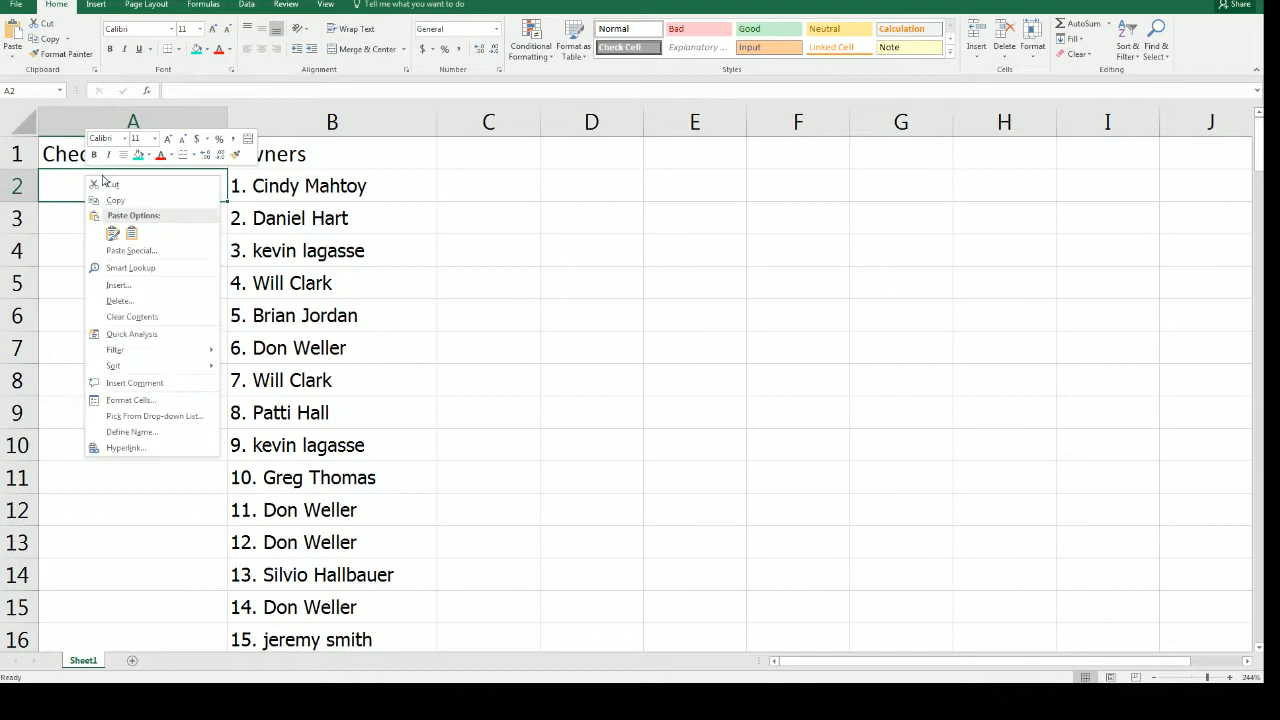 File Home Insert Page Layout Formulas Data Review View Tell me what you want to do Share
Cut
Copy
Format Painter
Paste
Clipboard
Calibri 11
B I U
Font
Wrap Text
Merge & Center
Alignment
General
$ % ,
Number
Conditional Formatting
Format as Table
Normal Bad Good Neutral Calculation
Check Cell Explanatory ... Input Linked Cell Note
Styles
Insert Delete Format
Cells
AutoSum
Fill
Clear
Sort & Filter
Find & Select
Editing
A2 fx
A B C D E F G H I J
1 Chec wners
2 1. Cindy Mahtoy
3 2. Daniel Hart
4 3. kevin lagasse
5 4. Will Clark
6 5. Brian Jordan
7 6. Don Weller
8 7. Will Clark
9 8. Patti Hall
10 9. kevin lagasse
11 10. Greg Thomas
12 11. Don Weller
13 12. Don Weller
14 13. Silvio Hallbauer
15 14. Don Weller
16 15. jeremy smith
Calibri 11 A A $ % ,
B I A
Cut
Copy
Paste Options:
Paste Special...
Smart Lookup
Insert...
Delete...
Clear Contents
Quick Analysis
Filter
Sort
Insert Comment
Format Cells...
Pick From Drop-down List...
Define Name...
Hyperlink...
Sheet1
Ready 244%